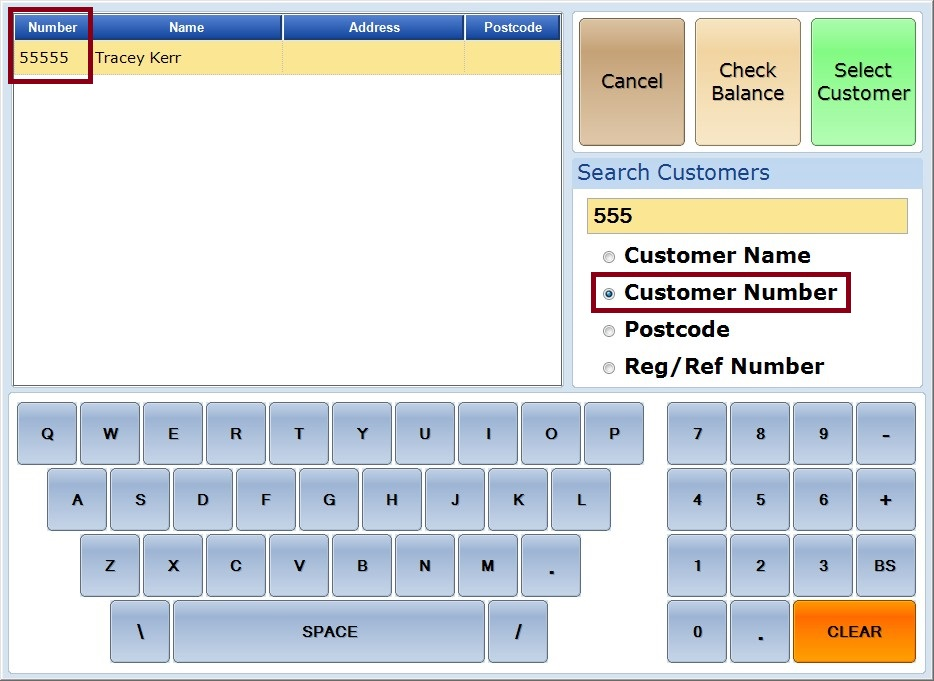 Number Name Address Postcode
55555 Tracey Kerr
Cancel
Check
Balance
Select
Customer
Search Customers
555
Customer Name
Customer Number
Postcode
Reg/Ref Number
Q W E R T Y U I O P 7 8 9 -
A S D F G H J K L 4 5 6 +
Z X C V B N M . 1 2 3 BS
\ SPACE / 0 . CLEAR